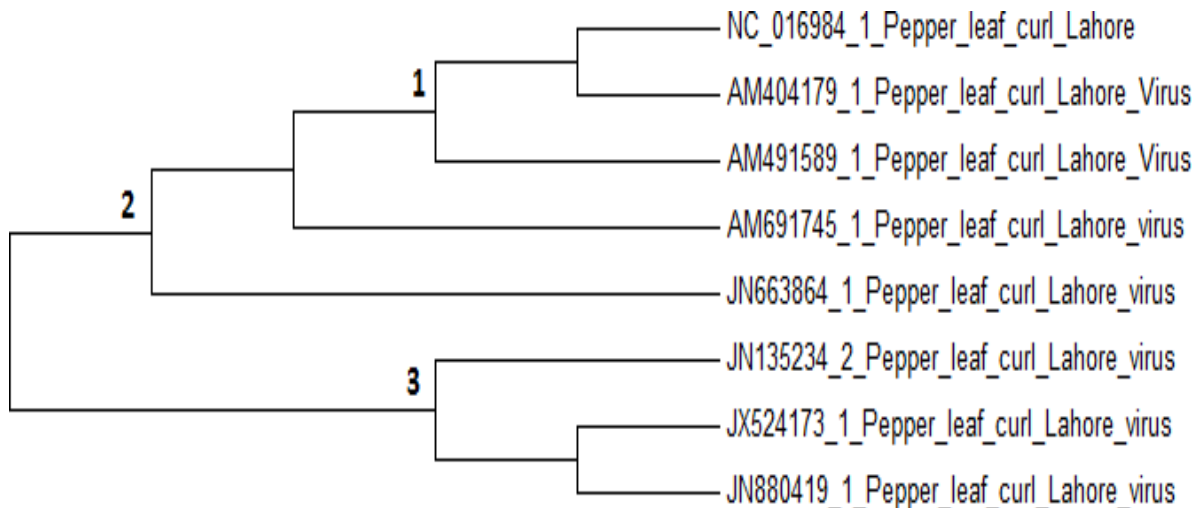 NC_016984_1_Pepper_leaf_curl_Lahore
1
AM404179_1_Pepper_leaf_curl_Lahore_Virus
AM491589_1_Pepper_leaf_curl_Lahore_Virus
2
AM691745_1_Pepper_leaf_curl_Lahore_virus
JN663864_1_Pepper_leaf_curl_Lahore_virus
JN135234_2_Pepper_leaf_curl_Lahore_virus
3
JX524173_1_Pepper_leaf_curl_Lahore_virus
JN880419_1_Pepper_leaf_curl_Lahore_virus